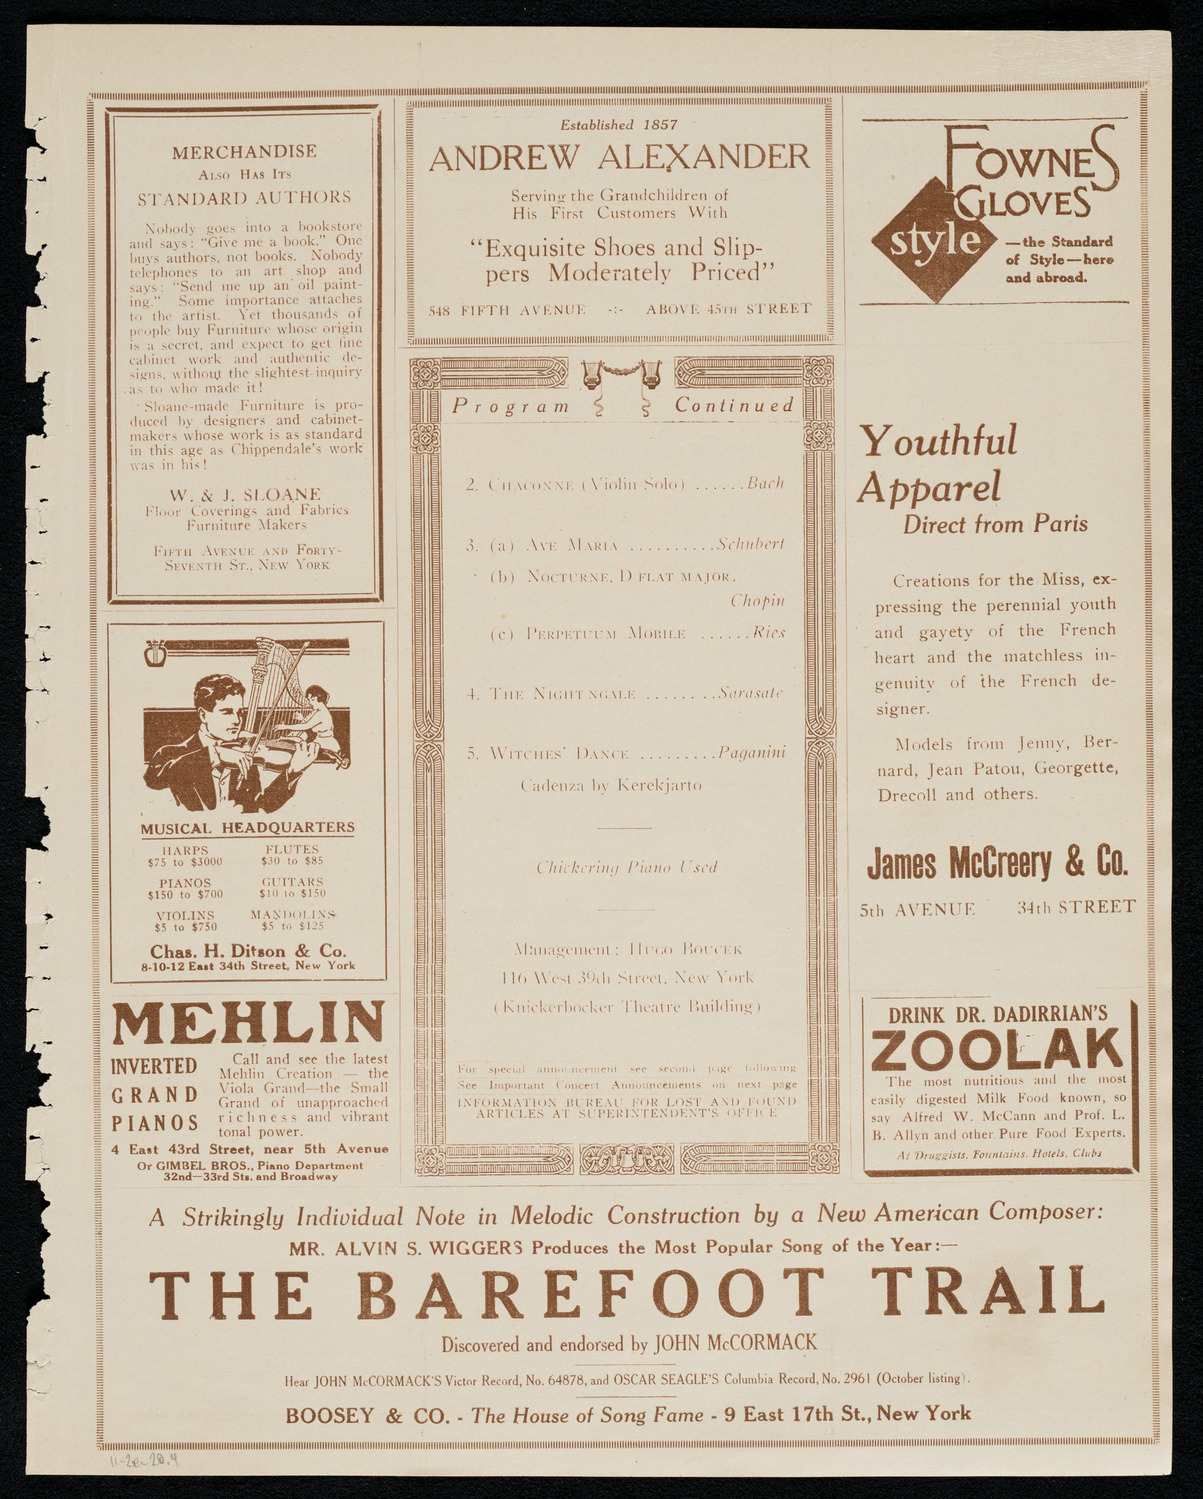 MERCHANDISE
ALSO HAS ITS
STANDARD AUTHORS
Nobody goes into a bookstore
and says: "Give me a book." One
buys authors, not books. Nobody
telephones to an art shop and
says: "Send me up an oil paint-
ing." Some importance attaches
to the artist. Yet thousands of
people buy Furniture whose origin
is a secret, and expect to get fine
cabinet work and authentic de-
signs, without the slightest inquiry
as to who made it!
Sloane-made Furniture is pro-
duced by designers and cabinet-
makers whose work is as standard
in this age as Chippendale's work
was in his!
W. & J. SLOANE
Floor Coverings and Fabrics
Furniture Makers
FIFTH AVENUE AND FORTY-
SEVENTH ST., NEW YORK
MUSICAL HEADQUARTERS
HARPS FLUTES
$75 to $3000 $30 to $85
PIANOS GUITARS
$150 to $700 $10 to $150
VIOLINS MANDOLINS
$5 to $750 $5 to $125
Chas. H. Ditson & Co.
8-10-12 East 34th Street, New York
MEHLIN
INVERTED
GRAND
PIANOS
Call and see the latest
Mehlin Creation — the
Viola Grand—the Small
Grand of unapproached
richness and vibrant
tonal power.
4 East 43rd Street, near 5th Avenue
Or GIMBEL BROS., Piano Department
32nd—33rd Sts. and Broadway
Established 1857
ANDREW ALEXANDER
Serving the Grandchildren of
His First Customers With
"Exquisite Shoes and Slip-
pers Moderately Priced"
548 FIFTH AVENUE -:- ABOVE 45TH STREET
Program Continued
2. CHACONNE (Violin Solo) ......Bach
3. (a) AVE MARIA ..........Schubert
(b) NOCTURNE, D FLAT MAJOR.
Chopin
(c) PERPETUUM MOBILE ......Ries
4. THE NIGHT NGALE ........Sarasate
5. WITCHES' DANCE .........Paganini
Cadenza by Kerekjarto
Chickering Piano Used
Management: HUGO BOUCEK
116 West 39th Street, New York
(Knickerbocker Theatre Building)
For special announcement see second page following
See Important Concert Announcements on next page
INFORMATION BUREAU FOR LOST AND FOUND
ARTICLES AT SUPERINTENDENT'S OFFICE
FOWNES
GLOVES
style
—the Standard
of Style—here
and abroad.
Youthful
Apparel
Direct from Paris
Creations for the Miss, ex-
pressing the perennial youth
and gayety of the French
heart and the matchless in-
genuity of the French de-
signer.
Models from Jenny, Ber-
nard, Jean Patou, Georgette,
Drecoll and others.
James McCreery & Co.
5th AVENUE 34th STREET
DRINK DR. DADIRRIAN'S
ZOOLAK
The most nutritious and the most
easily digested Milk Food known, so
say Alfred W. McCann and Prof. L.
B. Allyn and other Pure Food Experts.
At Druggists, Fountains, Hotels, Clubs
A Strikingly Individual Note in Melodic Construction by a New American Composer:
MR. ALVIN S. WIGGERS Produces the Most Popular Song of the Year:—
THE BAREFOOT TRAIL
Discovered and endorsed by JOHN McCORMACK
Hear JOHN McCORMACK'S Victor Record, No. 64878, and OSCAR SEAGLE'S Columbia Record, No. 2961 (October listing).
BOOSEY & CO. - The House of Song Fame - 9 East 17th St., New York